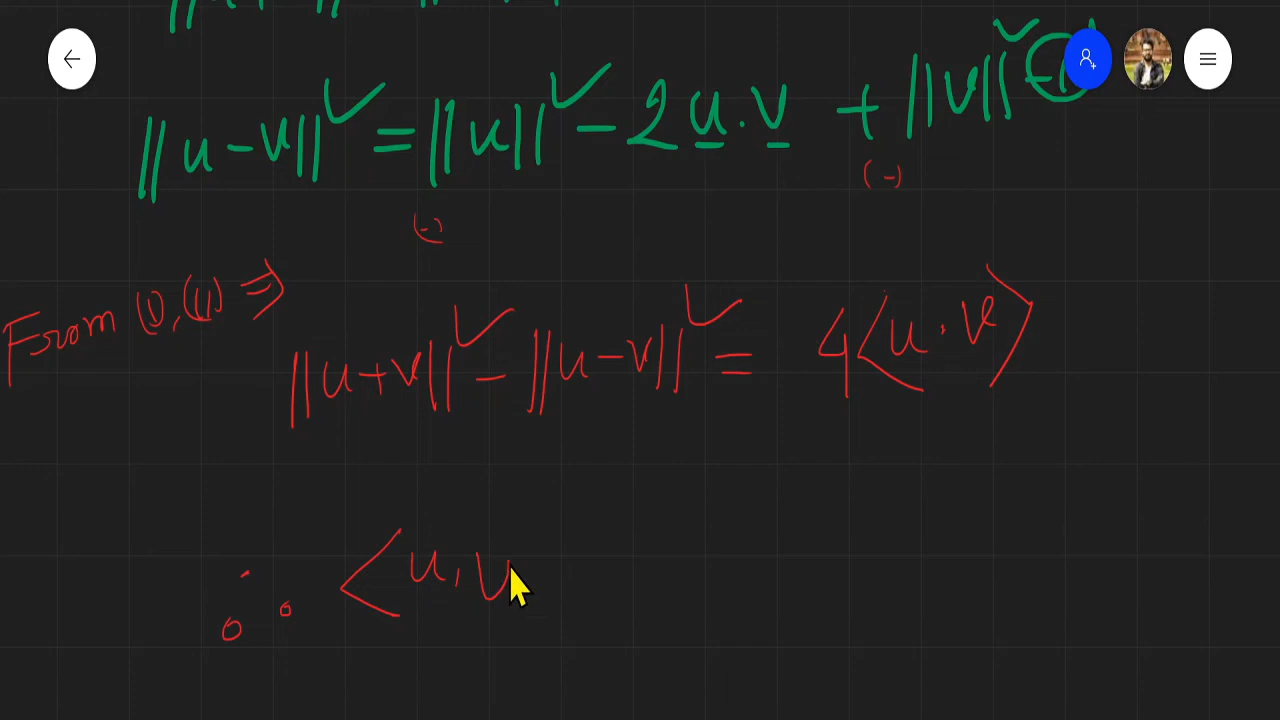 ||u-v||² = ||u||² - 2u·v + ||v||²
(-) (-)
From (i), (ii) ⇒
||u+v||² - ||u-v||² = 4<u·v>
∴ <u, v